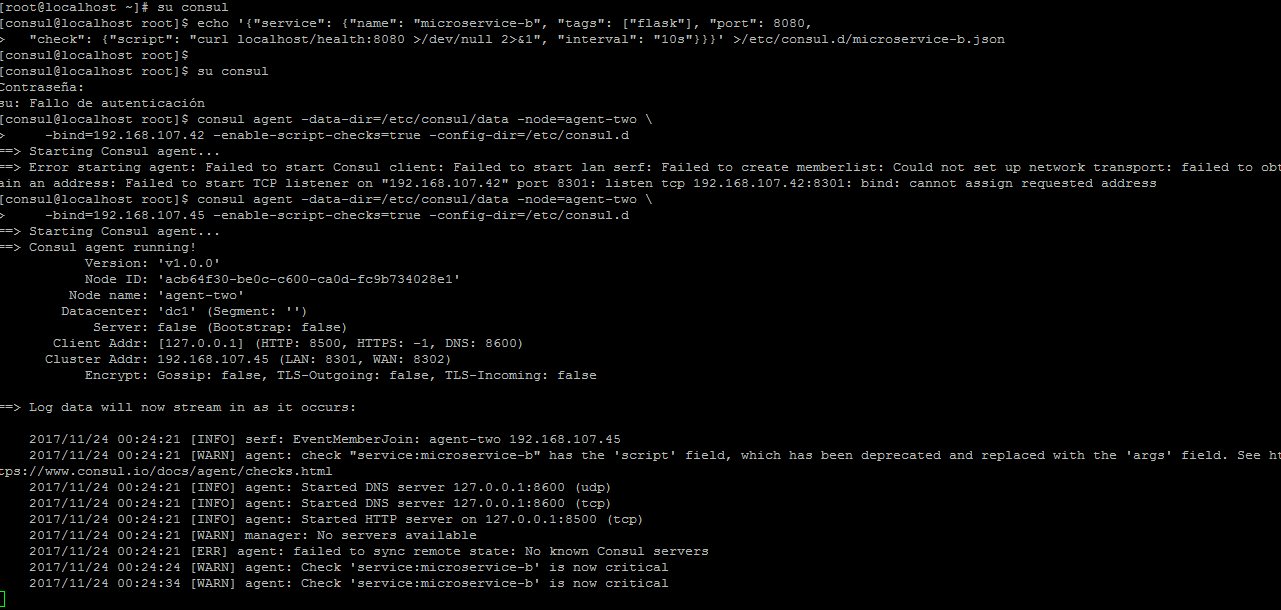 [root@localhost ~]# su consul
[consul@localhost root]$ echo '{"service": {"name": "microservice-b", "tags": ["flask"], "port": 8080,
>   "check": {"script": "curl localhost/health:8080 >/dev/null 2>&1", "interval": "10s"}}}' >/etc/consul.d/microservice-b.json
[consul@localhost root]$
[consul@localhost root]$ su consul
Contraseña:
su: Fallo de autenticación
[consul@localhost root]$ consul agent -data-dir=/etc/consul/data -node=agent-two \
>     -bind=192.168.107.42 -enable-script-checks=true -config-dir=/etc/consul.d
==> Starting Consul agent...
==> Error starting agent: Failed to start Consul client: Failed to start lan serf: Failed to create memberlist: Could not set up network transport: failed to obt
ain an address: Failed to start TCP listener on "192.168.107.42" port 8301: listen tcp 192.168.107.42:8301: bind: cannot assign requested address
[consul@localhost root]$ consul agent -data-dir=/etc/consul/data -node=agent-two \
>     -bind=192.168.107.45 -enable-script-checks=true -config-dir=/etc/consul.d
==> Starting Consul agent...
==> Consul agent running!
           Version: 'v1.0.0'
           Node ID: 'acb64f30-be0c-c600-ca0d-fc9b734028e1'
         Node name: 'agent-two'
        Datacenter: 'dc1' (Segment: '')
            Server: false (Bootstrap: false)
       Client Addr: [127.0.0.1] (HTTP: 8500, HTTPS: -1, DNS: 8600)
      Cluster Addr: 192.168.107.45 (LAN: 8301, WAN: 8302)
           Encrypt: Gossip: false, TLS-Outgoing: false, TLS-Incoming: false
==> Log data will now stream in as it occurs:
    2017/11/24 00:24:21 [INFO] serf: EventMemberJoin: agent-two 192.168.107.45
    2017/11/24 00:24:21 [WARN] agent: check "service:microservice-b" has the 'script' field, which has been deprecated and replaced with the 'args' field. See ht
tps://www.consul.io/docs/agent/checks.html
    2017/11/24 00:24:21 [INFO] agent: Started DNS server 127.0.0.1:8600 (udp)
    2017/11/24 00:24:21 [INFO] agent: Started DNS server 127.0.0.1:8600 (tcp)
    2017/11/24 00:24:21 [INFO] agent: Started HTTP server on 127.0.0.1:8500 (tcp)
    2017/11/24 00:24:21 [WARN] manager: No servers available
    2017/11/24 00:24:21 [ERR] agent: failed to sync remote state: No known Consul servers
    2017/11/24 00:24:24 [WARN] agent: Check 'service:microservice-b' is now critical
    2017/11/24 00:24:34 [WARN] agent: Check 'service:microservice-b' is now critical